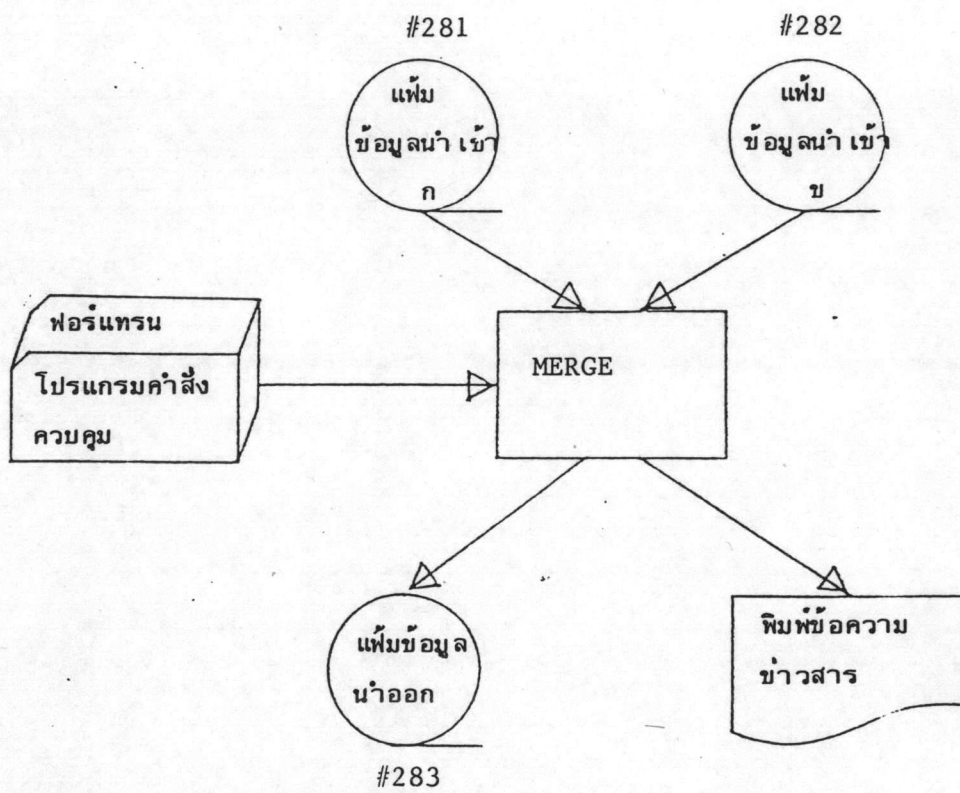 #281
#282
แฟ้ม
ข้อมูลนำเข้า
ก
แฟ้ม
ข้อมูลนำเข้า
ข
ฟอร์แทรน
โปรแกรมคำสั่ง
ควบคุม
MERGE
แฟ้มข้อมูล
นำออก
#283
พิมพ์ข้อความ
ข่าวสาร